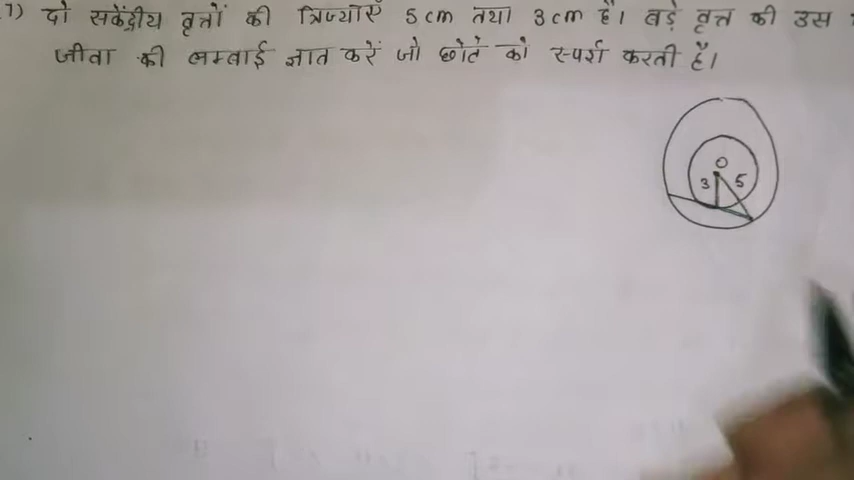 7) दो सकेंद्रीय वृत्तों की त्रिज्याएँ 5 cm तथा 3 cm हैं। बड़े वृत्त की उस
जीवा की लम्बाई ज्ञात करें जो छोटे को स्पर्श करती है।
O
3 5